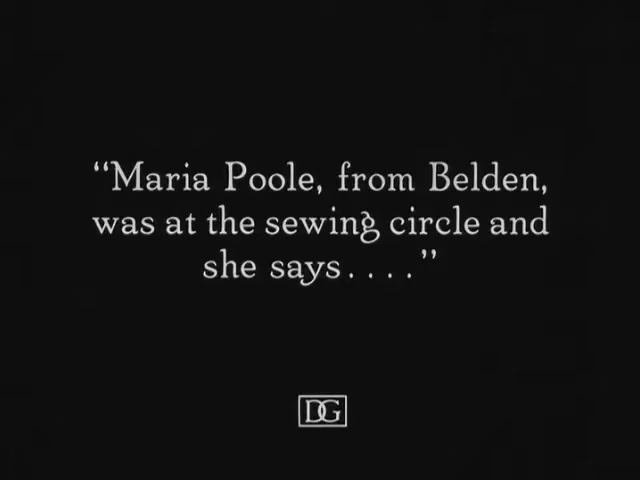 “Maria Poole, from Belden,
was at the sewing circle and
she says. . . .”
DG